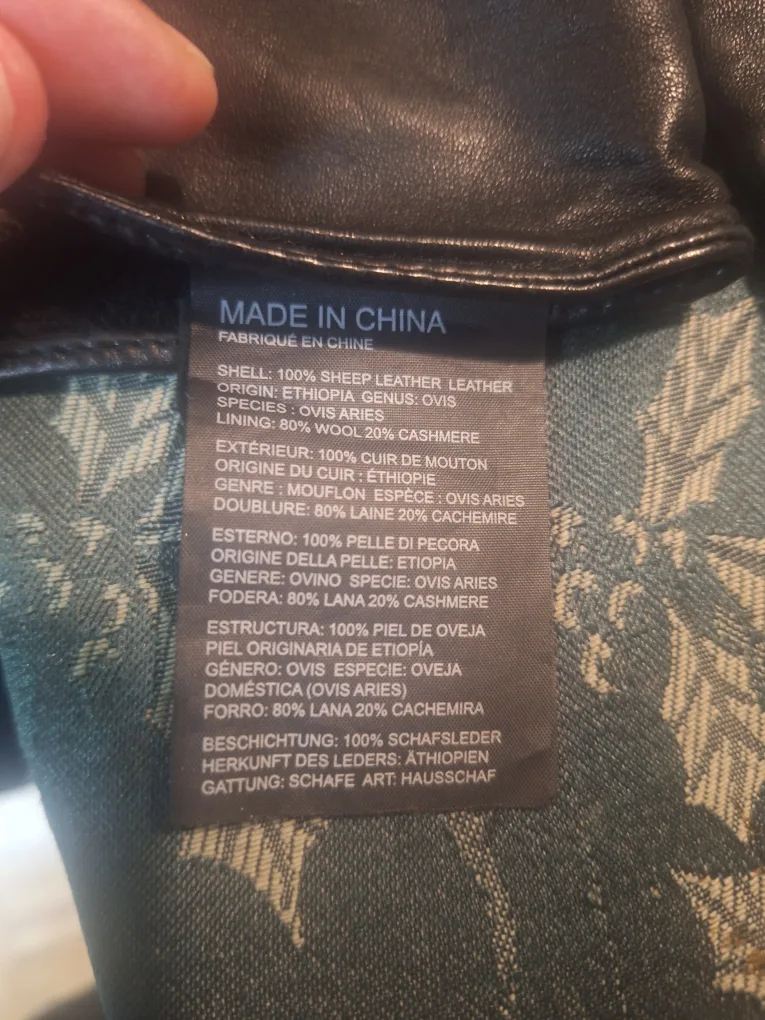 MADE IN CHINA
FABRIQUÉ EN CHINE
SHELL: 100% SHEEP LEATHER LEATHER
ORIGIN: ETHIOPIA GENUS: OVIS
SPECIES : OVIS ARIES
LINING: 80% WOOL 20% CASHMERE
EXTÉRIEUR: 100% CUIR DE MOUTON
ORIGINE DU CUIR : ÉTHIOPIE
GENRE : MOUFLON ESPÈCE : OVIS ARIES
DOUBLURE: 80% LAINE 20% CACHEMIRE
ESTERNO: 100% PELLE DI PECORA
ORIGINE DELLA PELLE: ETIOPIA
GENERE: OVINO SPECIE: OVIS ARIES
FODERA: 80% LANA 20% CASHMERE
ESTRUCTURA: 100% PIEL DE OVEJA
PIEL ORIGINARIA DE ETIOPÍA
GÉNERO: OVIS ESPECIE: OVEJA
DOMÉSTICA (OVIS ARIES)
FORRO: 80% LANA 20% CACHEMIRA
BESCHICHTUNG: 100% SCHAFSLEDER
HERKUNFT DES LEDERS: ÄTHIOPIEN
GATTUNG: SCHAFE ART: HAUSSCHAF